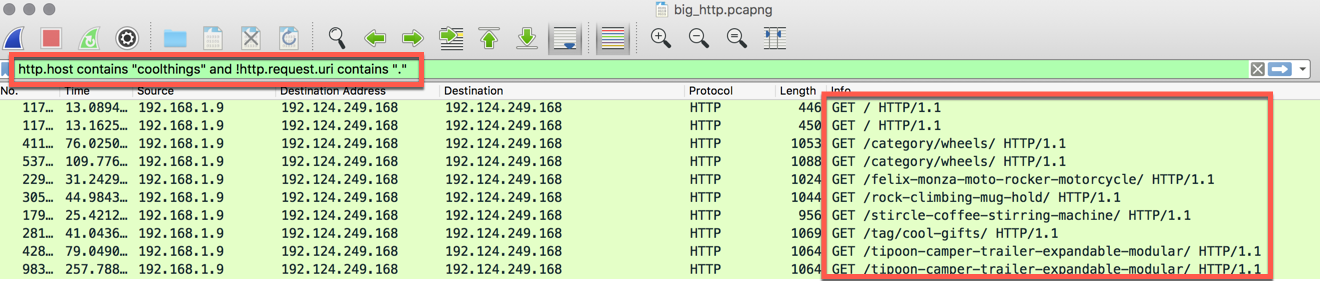 big_http.pcapng
http.host contains "coolthings" and !http.request.uri contains "."
No. Time Source Destination Address Destination Protocol Length Info
117… 13.0894… 192.168.1.9 192.124.249.168 192.124.249.168 HTTP 446 GET / HTTP/1.1
117… 13.1625… 192.168.1.9 192.124.249.168 192.124.249.168 HTTP 450 GET / HTTP/1.1
411… 76.0250… 192.168.1.9 192.124.249.168 192.124.249.168 HTTP 1053 GET /category/wheels/ HTTP/1.1
537… 109.776… 192.168.1.9 192.124.249.168 192.124.249.168 HTTP 1088 GET /category/wheels/ HTTP/1.1
229… 31.2429… 192.168.1.9 192.124.249.168 192.124.249.168 HTTP 1024 GET /felix-monza-moto-rocker-motorcycle/ HTTP/1.1
305… 44.9843… 192.168.1.9 192.124.249.168 192.124.249.168 HTTP 1044 GET /rock-climbing-mug-hold/ HTTP/1.1
179… 25.4212… 192.168.1.9 192.124.249.168 192.124.249.168 HTTP 956 GET /stircle-coffee-stirring-machine/ HTTP/1.1
281… 41.0436… 192.168.1.9 192.124.249.168 192.124.249.168 HTTP 1069 GET /tag/cool-gifts/ HTTP/1.1
428… 79.0490… 192.168.1.9 192.124.249.168 192.124.249.168 HTTP 1064 GET /tipoon-camper-trailer-expandable-modular/ HTTP/1.1
983… 257.788… 192.168.1.9 192.124.249.168 192.124.249.168 HTTP 1064 GET /tipoon-camper-trailer-expandable-modular/ HTTP/1.1